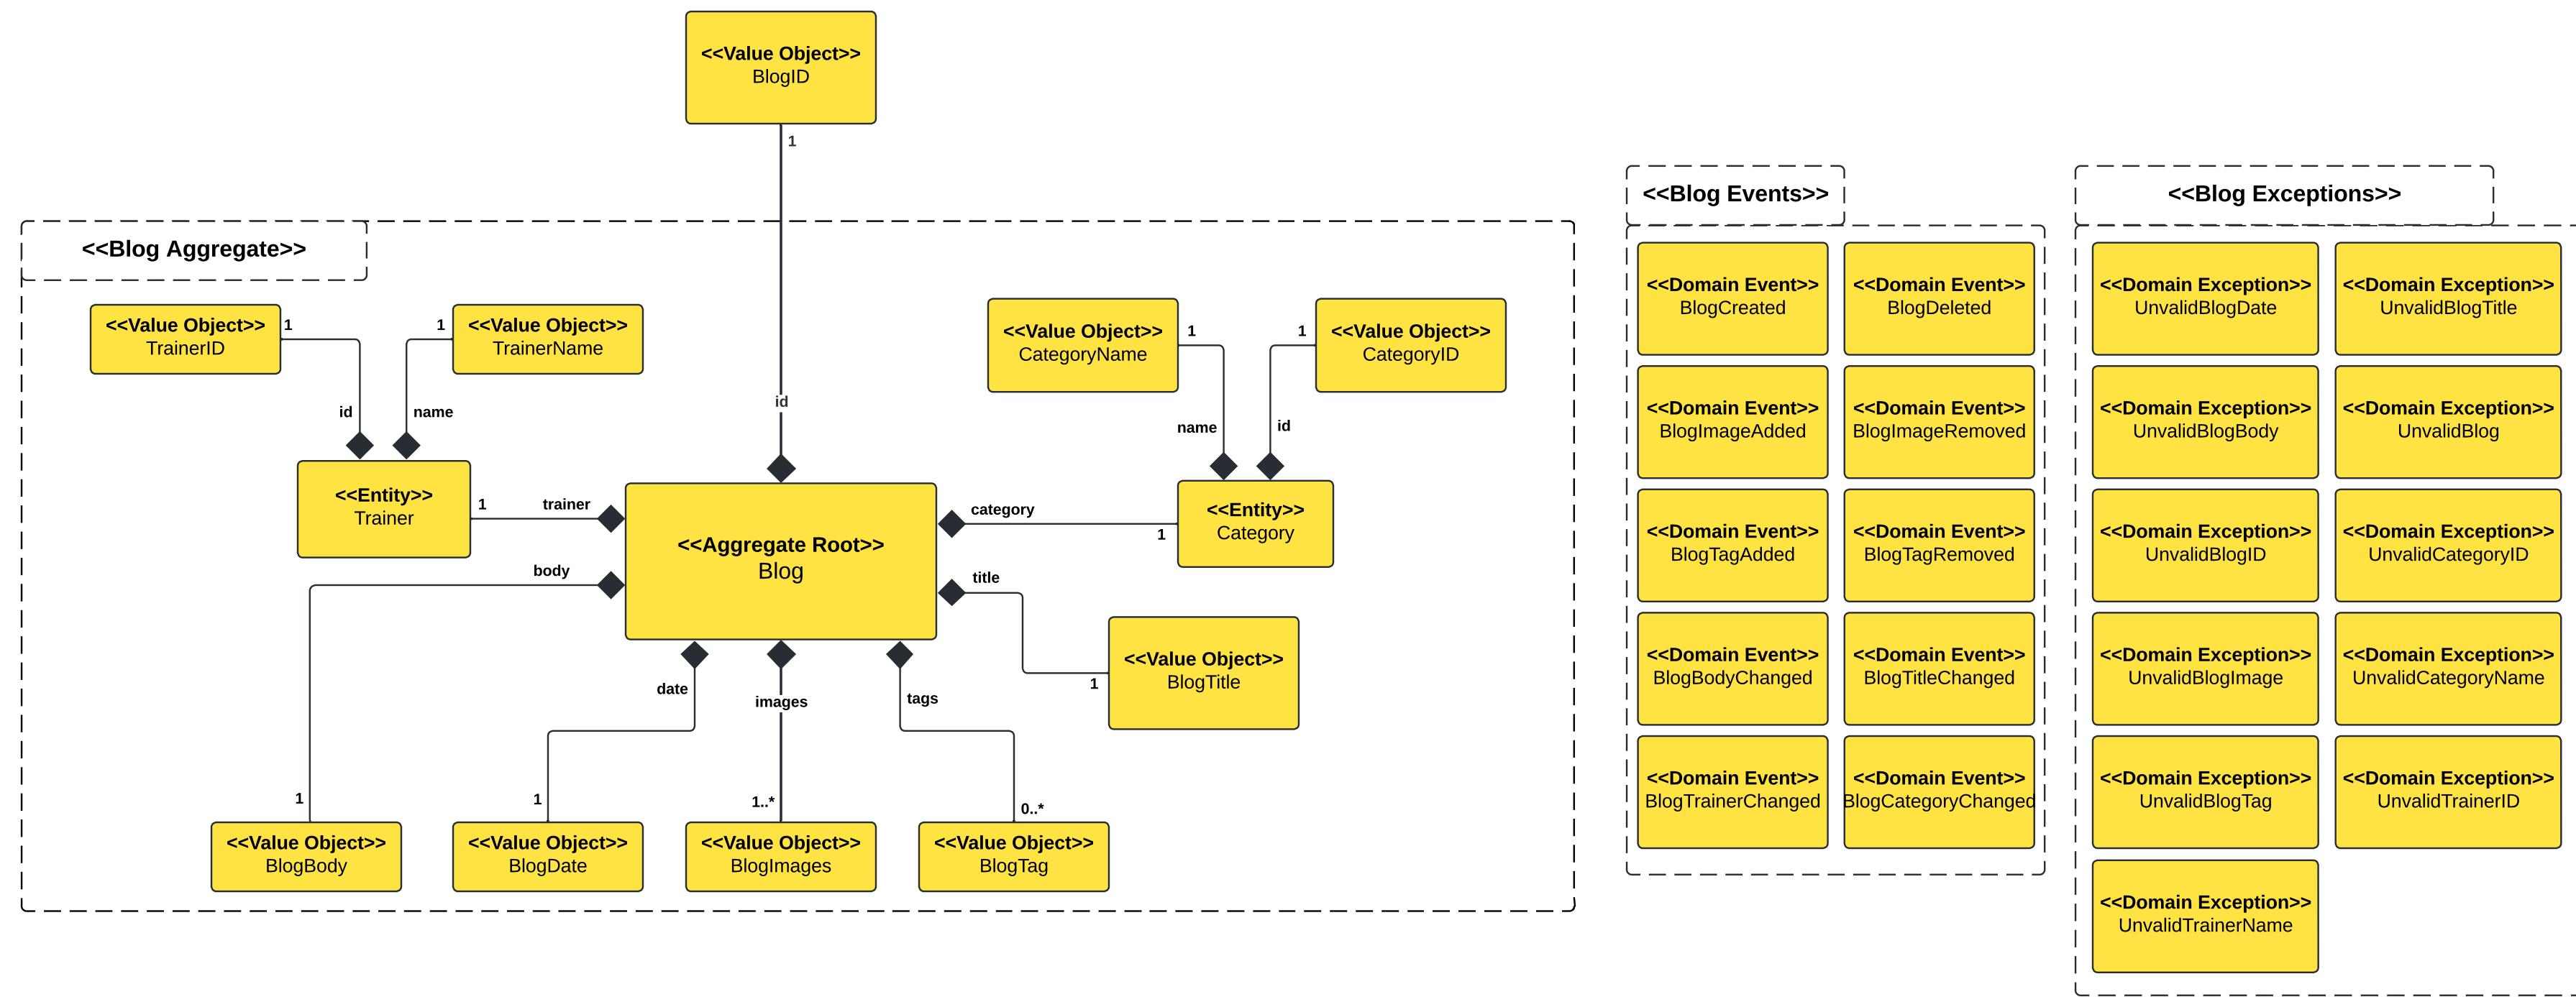 <<Value Object>>
BlogID
1
<<Blog Aggregate>>
<<Value Object>>
TrainerID
1
1
<<Value Object>>
TrainerName
<<Value Object>>
CategoryName
1
1
<<Value Object>>
CategoryID
id
name
id
name
id
<<Entity>>
Trainer
1
trainer
<<Aggregate Root>>
Blog
category
1
<<Entity>>
Category
body
title
1
<<Value Object>>
BlogTitle
date
images
tags
1
1
1..*
0..*
<<Value Object>>
BlogBody
<<Value Object>>
BlogDate
<<Value Object>>
BlogImages
<<Value Object>>
BlogTag
<<Blog Events>>
<<Domain Event>>
BlogCreated
<<Domain Event>>
BlogDeleted
<<Domain Event>>
BlogImageAdded
<<Domain Event>>
BlogImageRemoved
<<Domain Event>>
BlogTagAdded
<<Domain Event>>
BlogTagRemoved
<<Domain Event>>
BlogBodyChanged
<<Domain Event>>
BlogTitleChanged
<<Domain Event>>
BlogTrainerChanged
<<Domain Event>>
BlogCategoryChanged
<<Blog Exceptions>>
<<Domain Exception>>
UnvalidBlogDate
<<Domain Exception>>
UnvalidBlogTitle
<<Domain Exception>>
UnvalidBlogBody
<<Domain Exception>>
UnvalidBlog
<<Domain Exception>>
UnvalidBlogID
<<Domain Exception>>
UnvalidCategoryID
<<Domain Exception>>
UnvalidBlogImage
<<Domain Exception>>
UnvalidCategoryName
<<Domain Exception>>
UnvalidBlogTag
<<Domain Exception>>
UnvalidTrainerID
<<Domain Exception>>
UnvalidTrainerName